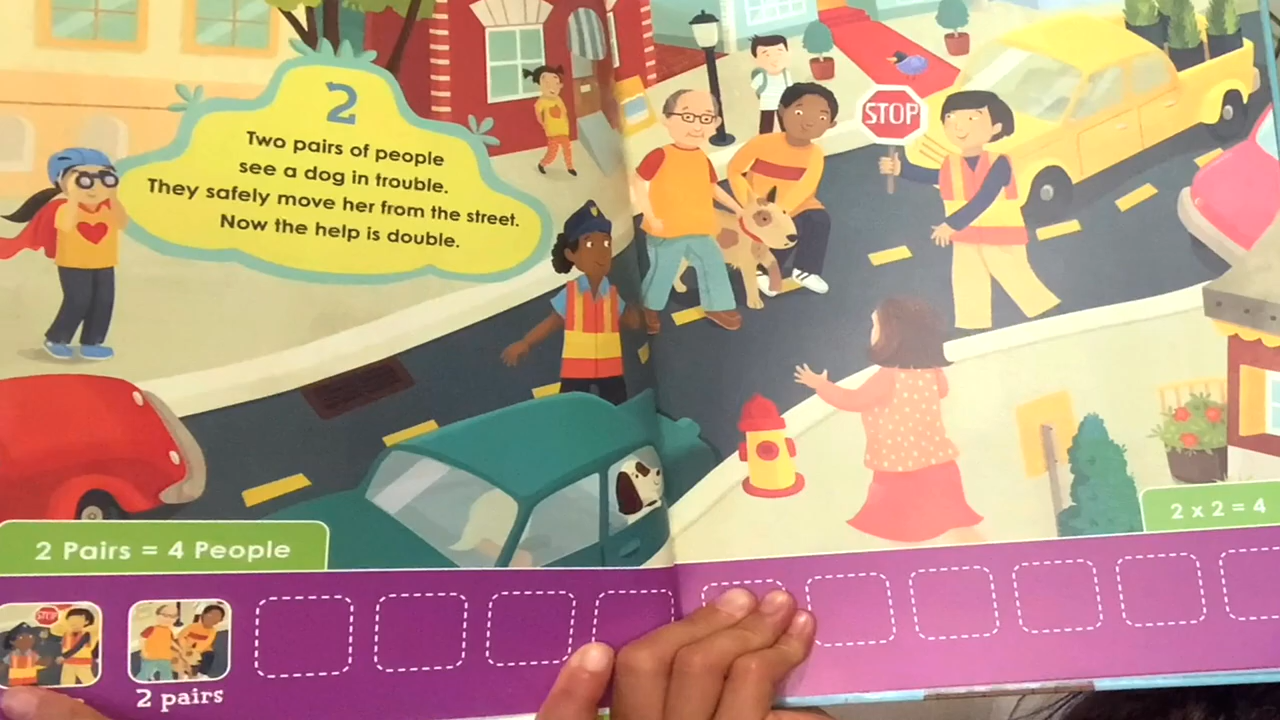 2
Two pairs of people
see a dog in trouble.
They safely move her from the street.
Now the help is double.
STOP
2 Pairs = 4 People
2 x 2 = 4
STOP
2 pairs